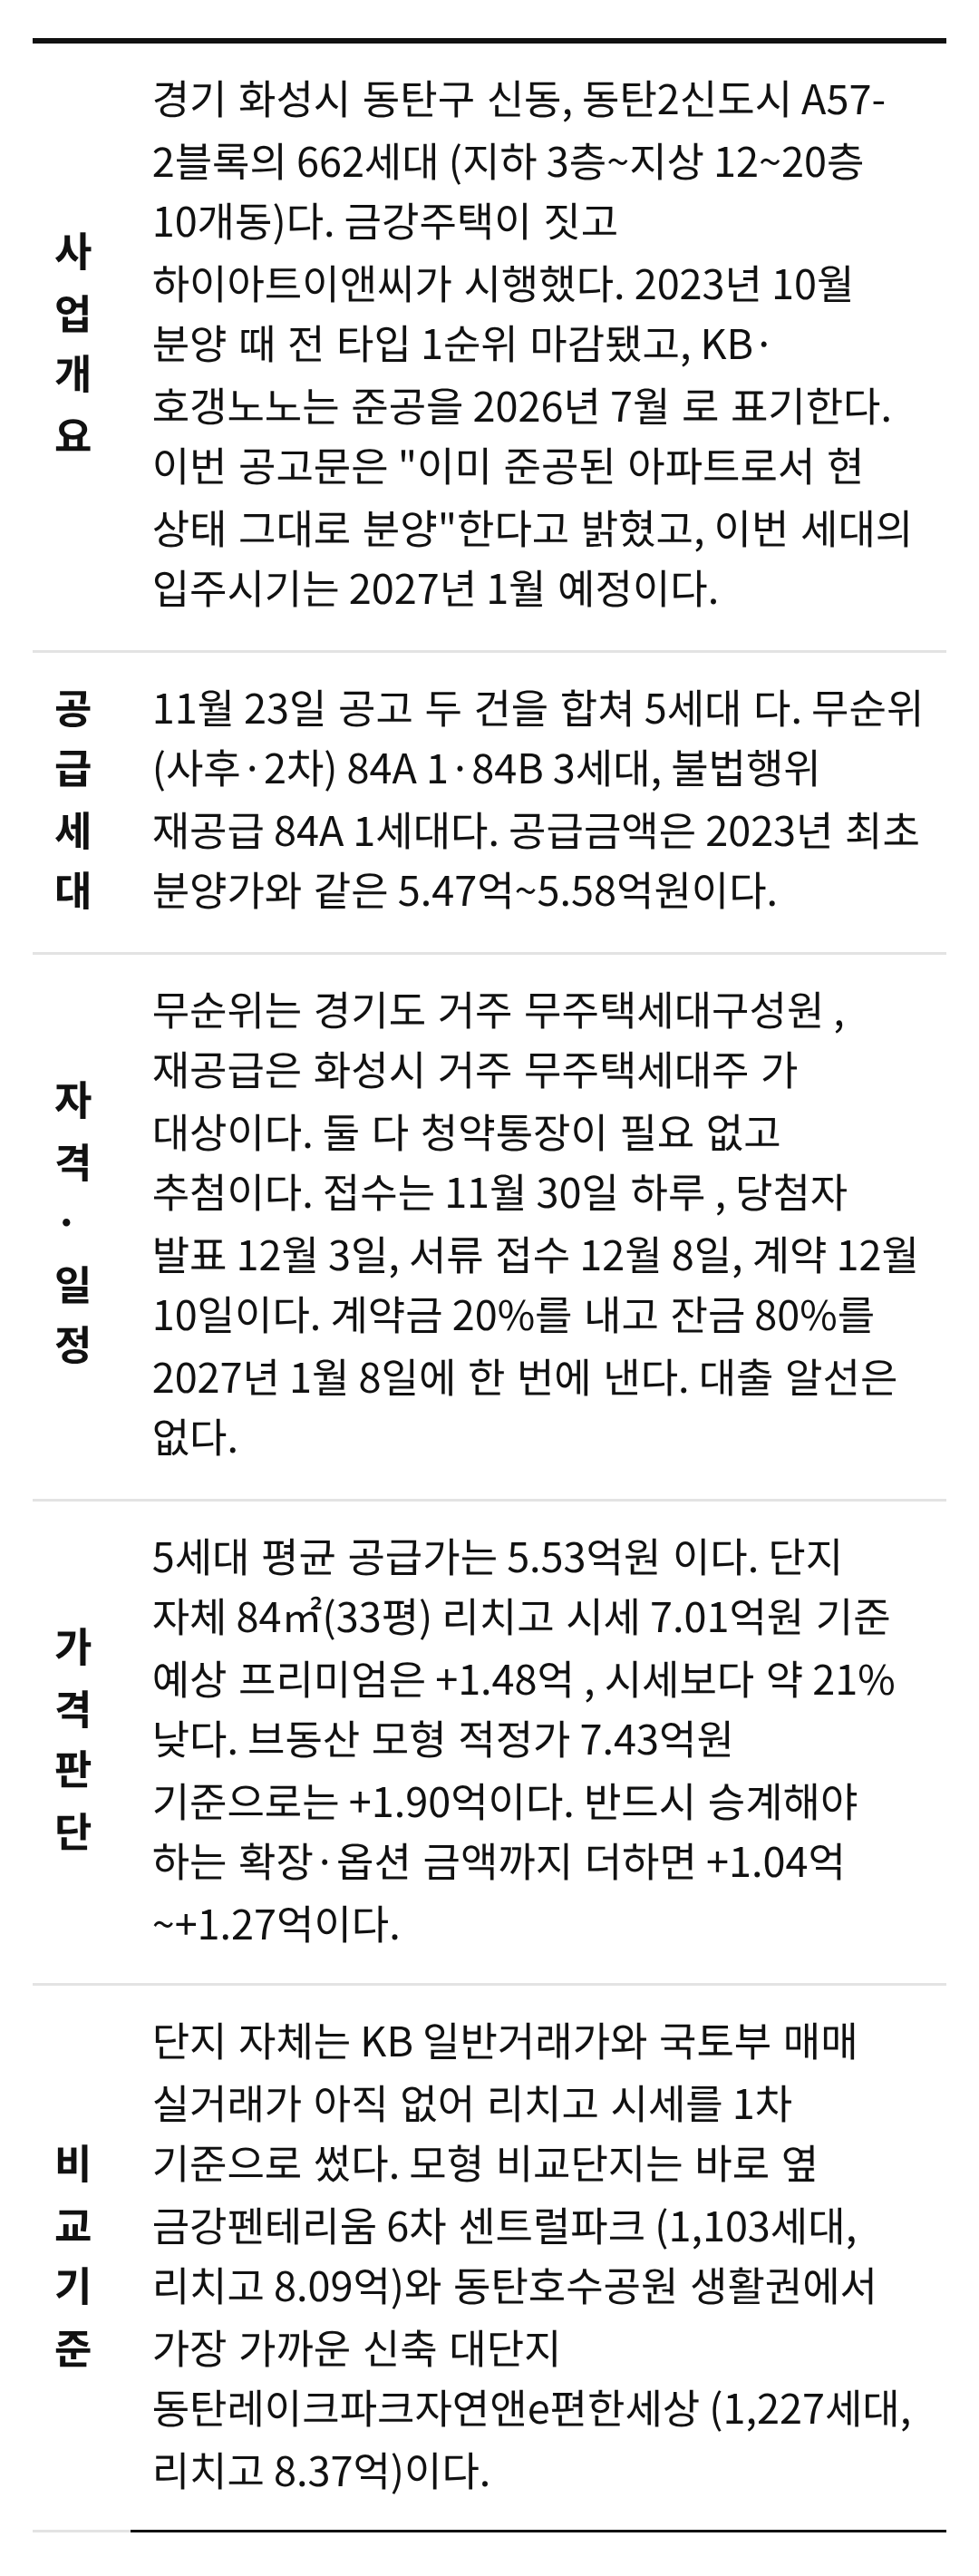 사업개요
경기 화성시 동탄구 신동, 동탄2신도시 A57-
2블록의 662세대 (지하 3층~지상 12~20층
10개동)다. 금강주택이 짓고
하이아트이앤씨가 시행했다. 2023년 10월
분양 때 전 타입 1순위 마감됐고, KB·
호갱노노는 준공을 2026년 7월 로 표기한다.
이번 공고문은 "이미 준공된 아파트로서 현
상태 그대로 분양"한다고 밝혔고, 이번 세대의
입주시기는 2027년 1월 예정이다.
공급세대
11월 23일 공고 두 건을 합쳐 5세대 다. 무순위
(사후·2차) 84A 1·84B 3세대, 불법행위
재공급 84A 1세대다. 공급금액은 2023년 최초
분양가와 같은 5.47억~5.58억원이다.
자격·일정
무순위는 경기도 거주 무주택세대구성원 ,
재공급은 화성시 거주 무주택세대주 가
대상이다. 둘 다 청약통장이 필요 없고
추첨이다. 접수는 11월 30일 하루 , 당첨자
발표 12월 3일, 서류 접수 12월 8일, 계약 12월
10일이다. 계약금 20%를 내고 잔금 80%를
2027년 1월 8일에 한 번에 낸다. 대출 알선은
없다.
가격판단
5세대 평균 공급가는 5.53억원 이다. 단지
자체 84㎡(33평) 리치고 시세 7.01억원 기준
예상 프리미엄은 +1.48억 , 시세보다 약 21%
낮다. 브동산 모형 적정가 7.43억원
기준으로는 +1.90억이다. 반드시 승계해야
하는 확장·옵션 금액까지 더하면 +1.04억
~+1.27억이다.
비교기준
단지 자체는 KB 일반거래가와 국토부 매매
실거래가 아직 없어 리치고 시세를 1차
기준으로 썼다. 모형 비교단지는 바로 옆
금강펜테리움 6차 센트럴파크 (1,103세대,
리치고 8.09억)와 동탄호수공원 생활권에서
가장 가까운 신축 대단지
동탄레이크파크자연앤e편한세상 (1,227세대,
리치고 8.37억)이다.